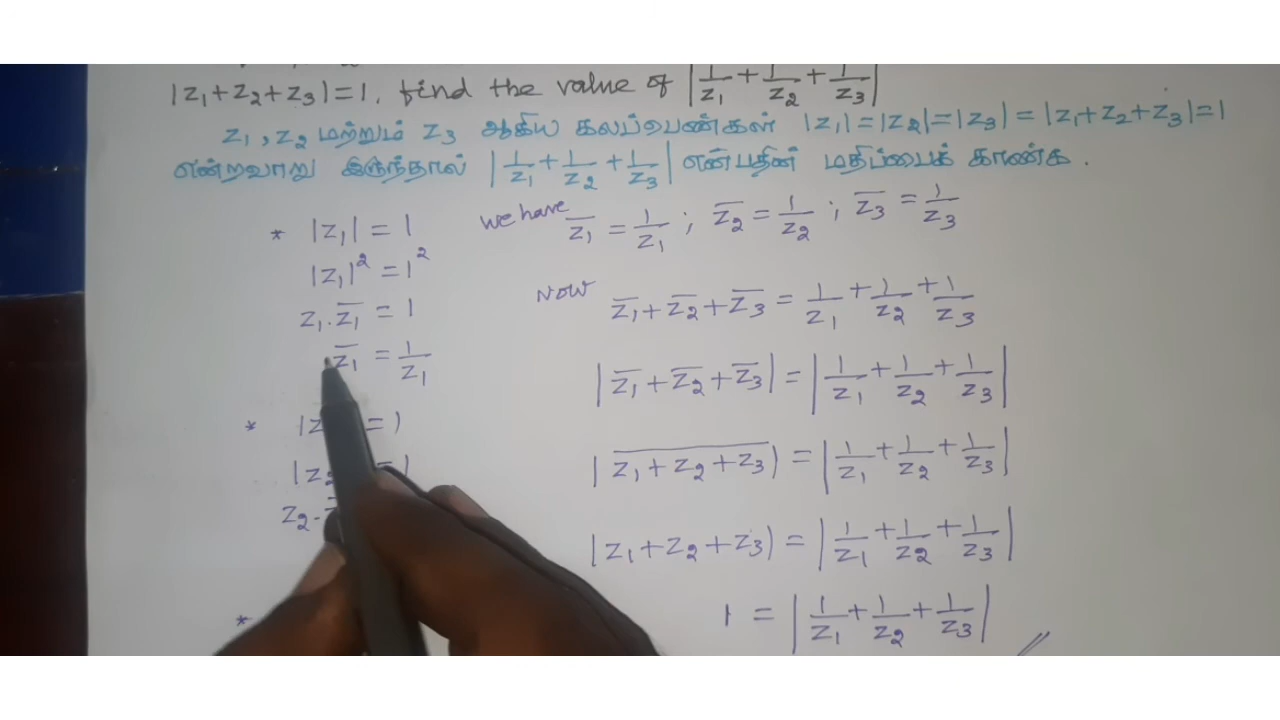 |z₁+z₂+z₃|=1. find the value of |1/z₁ + 1/z₂ + 1/z₃|
z₁, z₂ மற்றும் z₃ ஆகிய கலப்பெண்கள் |z₁|=|z₂|=|z₃| = |z₁+z₂+z₃|=1
என்றவாறு இருந்தால் |1/z₁ + 1/z₂ + 1/z₃| என்பதின் மதிப்பைக் காண்க.
* |z₁| = 1
|z₁|² = 1²
z₁.z̄₁ = 1
z̄₁ = 1/z₁
* |z = 1
|z₂ = 1
z₂.
*
we have z̄₁ = 1/z₁ ; z̄₂ = 1/z₂ ; z̄₃ = 1/z₃
Now z̄₁+z̄₂+z̄₃ = 1/z₁ + 1/z₂ + 1/z₃
|z̄₁+z̄₂+z̄₃| = |1/z₁ + 1/z₂ + 1/z₃|
|z̅₁̅+̅z̅₂̅+̅z̅₃̅| = |1/z₁ + 1/z₂ + 1/z₃|
|z₁+z₂+z₃| = |1/z₁ + 1/z₂ + 1/z₃|
1 = |1/z₁ + 1/z₂ + 1/z₃|